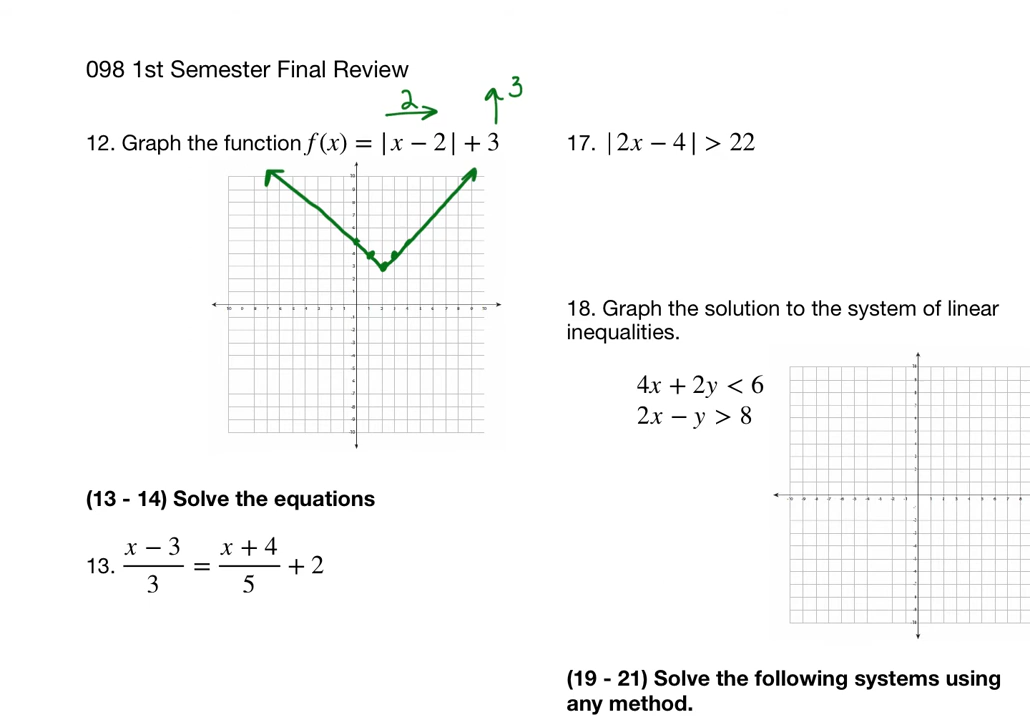 098 1st Semester Final Review
2 3
12. Graph the function f(x) = |x − 2| + 3
(13 - 14) Solve the equations
13. \frac{x − 3}{3} = \frac{x + 4}{5} + 2
17. |2x − 4| > 22
18. Graph the solution to the system of linear
inequalities.
4x + 2y < 6
2x − y > 8
(19 - 21) Solve the following systems using
any method.